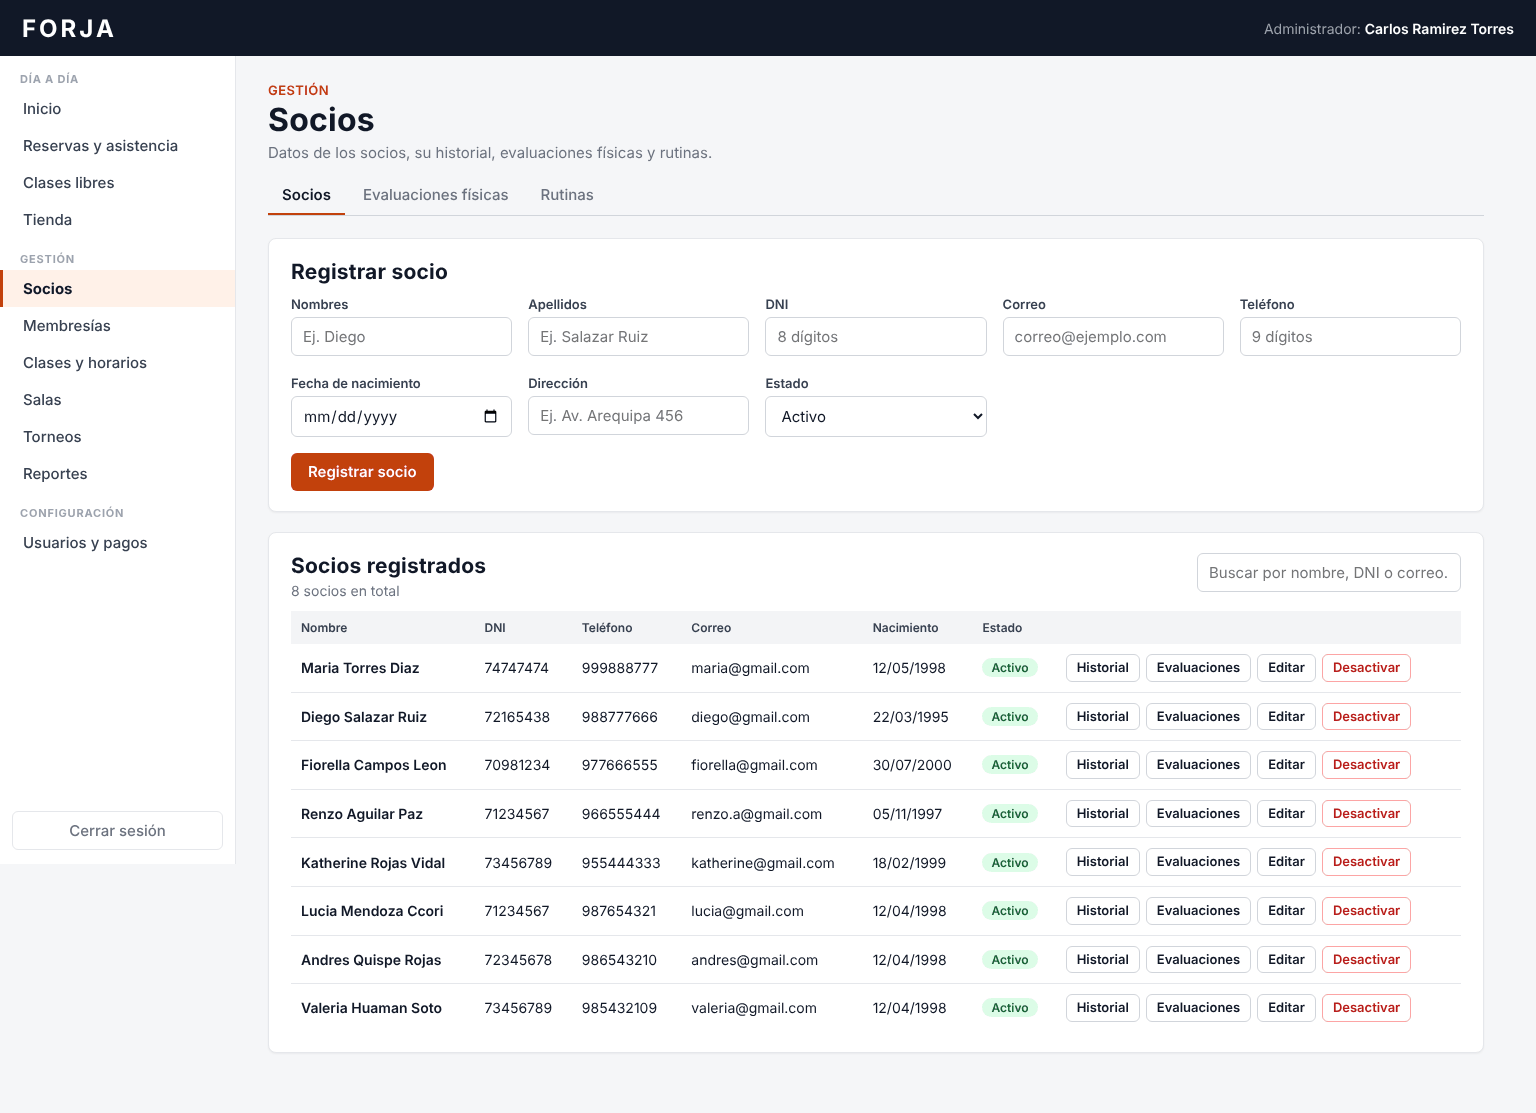 FORJA
Administrador: Carlos Ramirez Torres
DÍA A DÍA
Inicio
Reservas y asistencia
Clases libres
Tienda
GESTIÓN
Socios
Membresías
Clases y horarios
Salas
Torneos
Reportes
CONFIGURACIÓN
Usuarios y pagos
Cerrar sesión
GESTIÓN
Socios
Datos de los socios, su historial, evaluaciones físicas y rutinas.
Socios Evaluaciones físicas Rutinas
Registrar socio
Nombres Apellidos DNI Correo Teléfono
Ej. Diego Ej. Salazar Ruiz 8 dígitos correo@ejemplo.com 9 dígitos
Fecha de nacimiento Dirección Estado
mm/dd/yyyy Ej. Av. Arequipa 456 Activo
Registrar socio
Socios registrados
8 socios en total
Buscar por nombre, DNI o correo.
Nombre DNI Teléfono Correo Nacimiento Estado
Maria Torres Diaz 74747474 999888777 maria@gmail.com 12/05/1998 Activo Historial Evaluaciones Editar Desactivar
Diego Salazar Ruiz 72165438 988777666 diego@gmail.com 22/03/1995 Activo Historial Evaluaciones Editar Desactivar
Fiorella Campos Leon 70981234 977666555 fiorella@gmail.com 30/07/2000 Activo Historial Evaluaciones Editar Desactivar
Renzo Aguilar Paz 71234567 966555444 renzo.a@gmail.com 05/11/1997 Activo Historial Evaluaciones Editar Desactivar
Katherine Rojas Vidal 73456789 955444333 katherine@gmail.com 18/02/1999 Activo Historial Evaluaciones Editar Desactivar
Lucia Mendoza Ccori 71234567 987654321 lucia@gmail.com 12/04/1998 Activo Historial Evaluaciones Editar Desactivar
Andres Quispe Rojas 72345678 986543210 andres@gmail.com 12/04/1998 Activo Historial Evaluaciones Editar Desactivar
Valeria Huaman Soto 73456789 985432109 valeria@gmail.com 12/04/1998 Activo Historial Evaluaciones Editar Desactivar